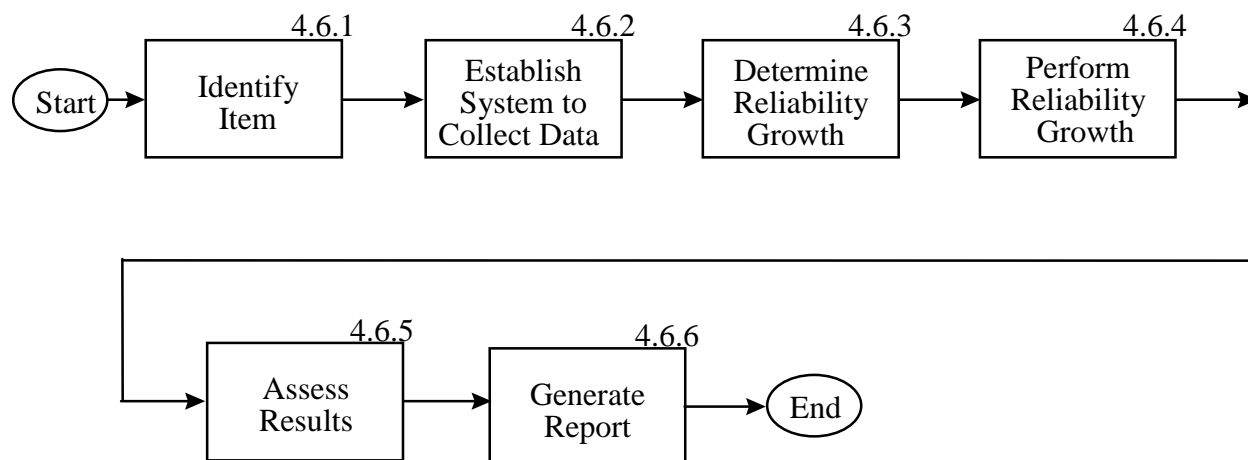 4.6.1
4.6.2
4.6.3
4.6.4
Start
Identify
Item
Establish
System to
Collect Data
Determine
Reliability
Growth
Perform
Reliability
Growth
4.6.5
4.6.6
Assess
Results
Generate
Report
End